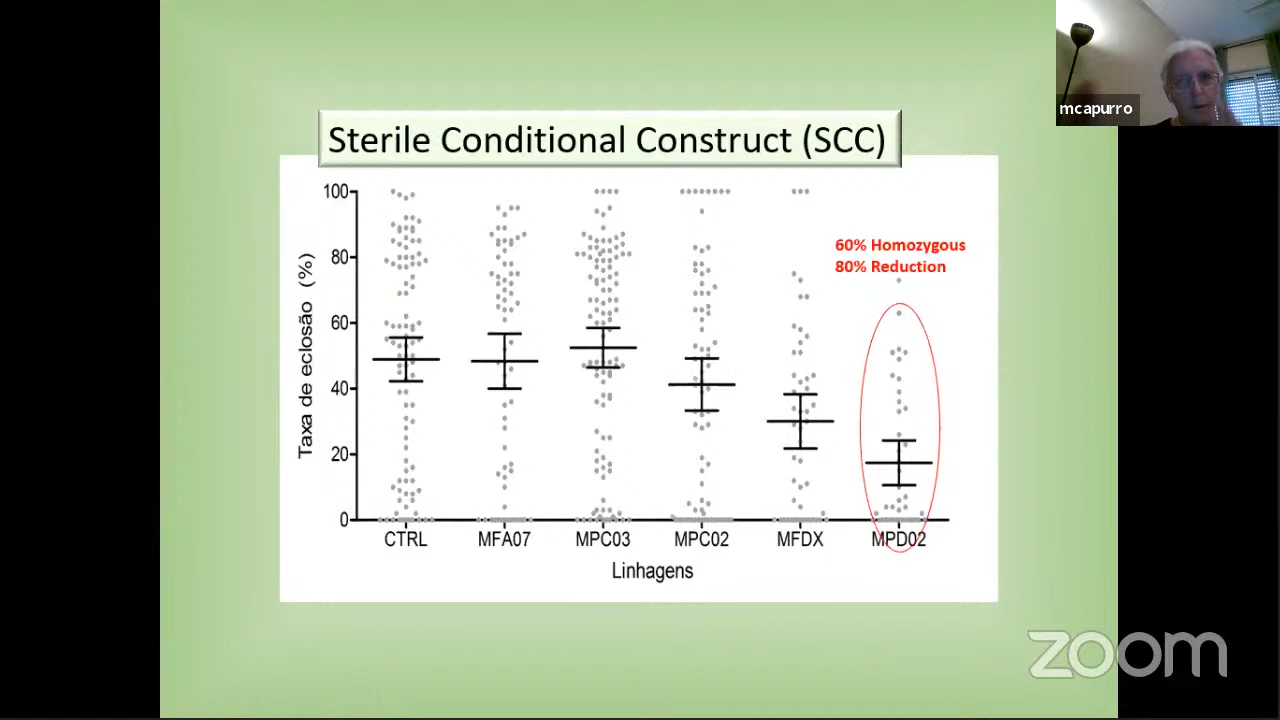 mcapurro
Sterile Conditional Construct (SCC)
60% Homozygous
80% Reduction
Taxa de eclosão (%)
100
80
60
40
20
0
CTRL MFA07 MPC03 MPC02 MFDX MPD02
Linhagens
zoom